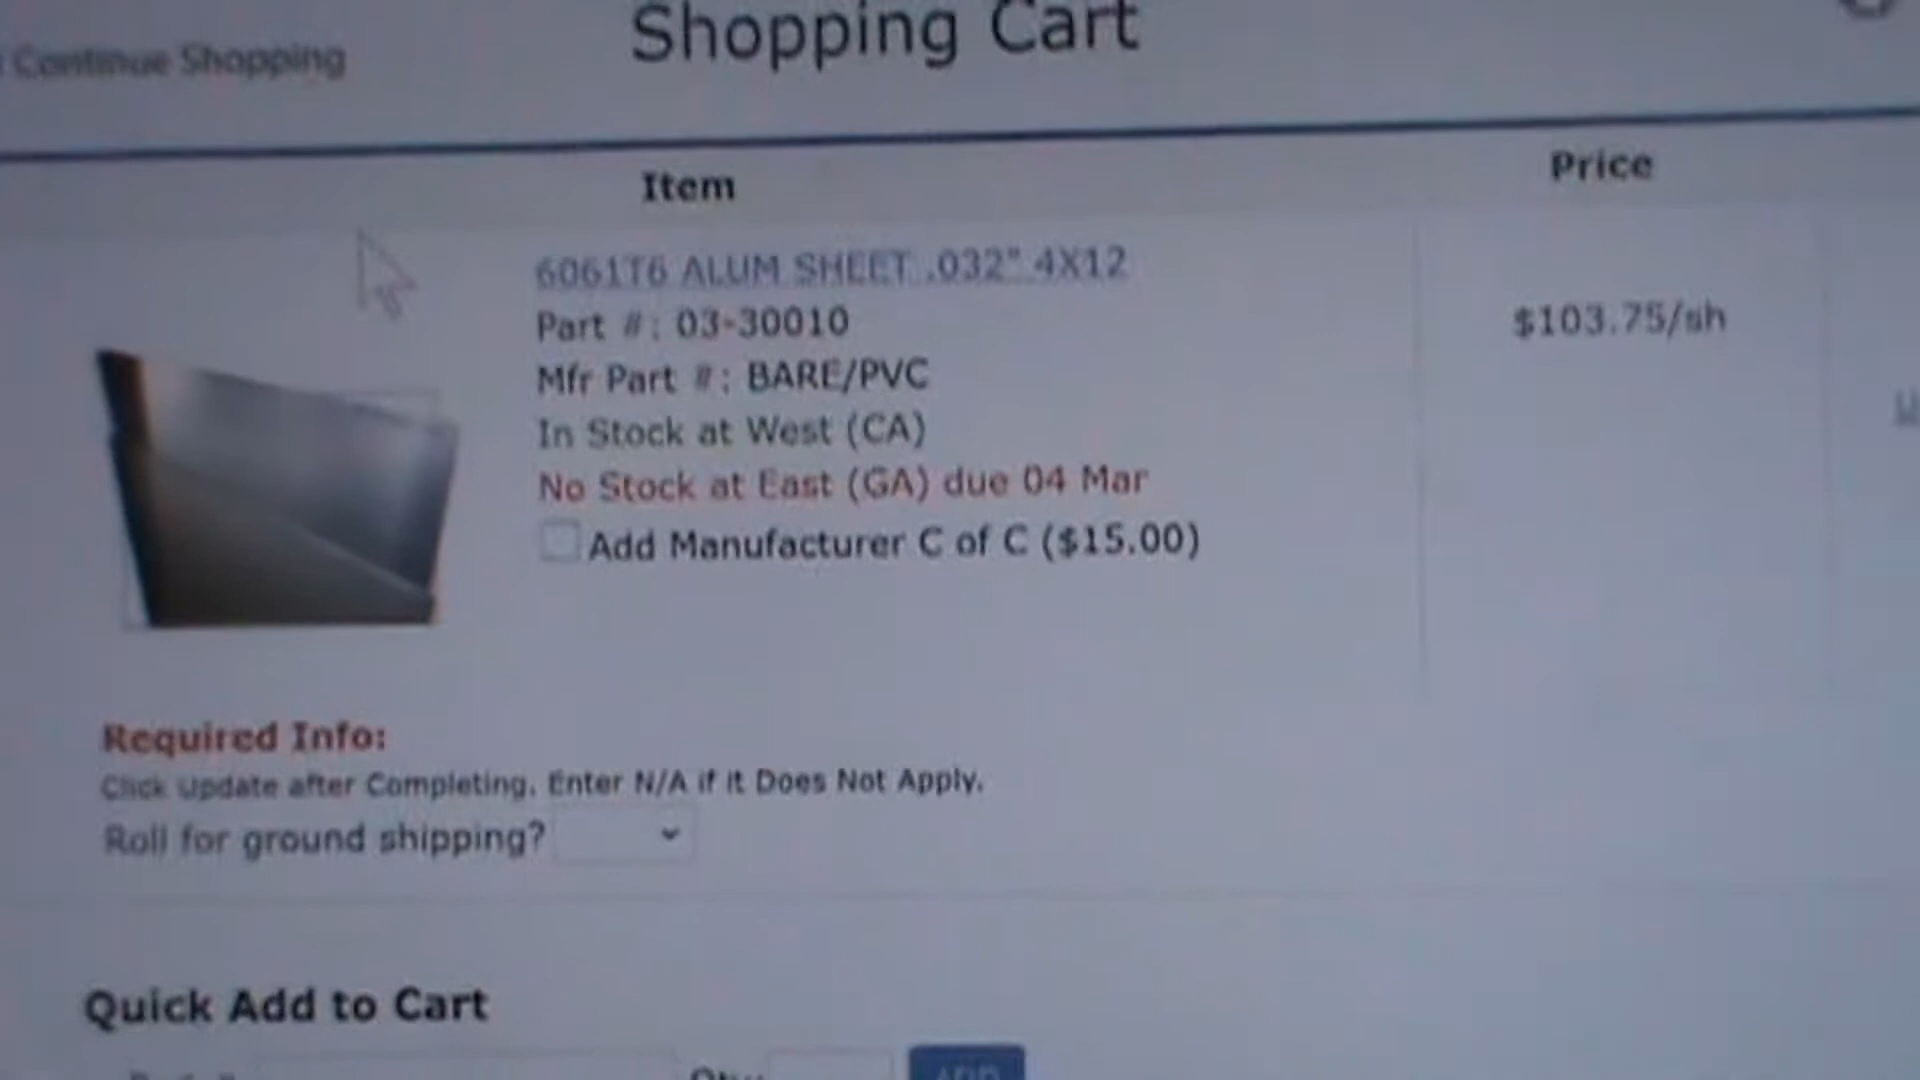 Continue Shopping
Shopping Cart
Item
Price
6061T6 ALUM SHEET .032" 4X12
Part #: 03-30010
$103.75/sh
Mfr Part #: BARE/PVC
In Stock at West (CA)
No Stock at East (GA) due 04 Mar
Add Manufacturer C of C ($15.00)
Required Info:
Click Update after Completing. Enter N/A if it Does Not Apply.
Roll for ground shipping?
Quick Add to Cart
ADD